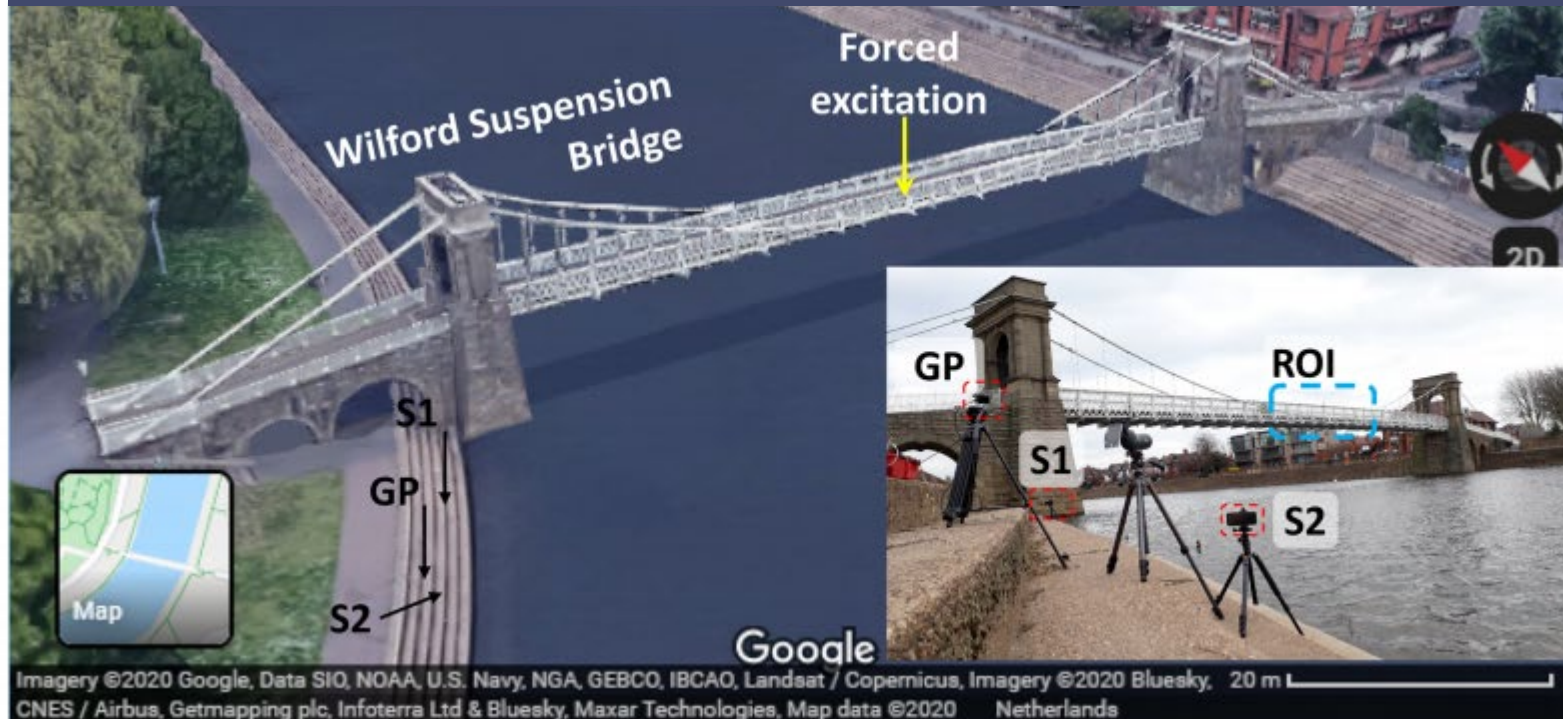 Wilford Suspension
Bridge
Forced
excitation
2D
GP
ROI
S1
S2
S1
GP
S2
Map
Google
Imagery ©2020 Google, Data SIO, NOAA, U.S. Navy, NGA, GEBCO, IBCAO, Landsat / Copernicus, Imagery ©2020 Bluesky, 20 m
CNES / Airbus, Getmapping plc, Infoterra Ltd & Bluesky, Maxar Technologies, Map data ©2020 Netherlands